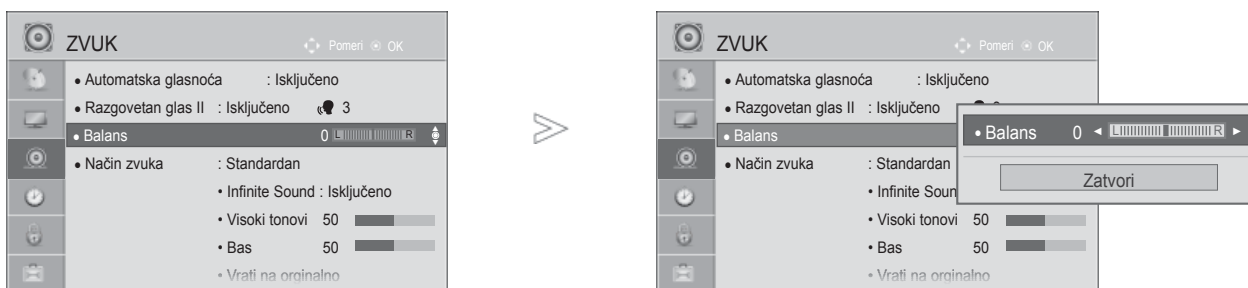 ZVUK Pomeri OK
• Automatska glasnoća : Isključeno
• Razgovetan glas II : Isključeno 3
• Balans 0 L R
• Način zvuka : Standardan
• Infinite Sound : Isključeno
• Visoki tonovi 50
• Bas 50
• Vrati na orginalno
ZVUK Pomeri OK
• Automatska glasnoća : Isključeno
• Razgovetan glas II : Isključeno
• Balans
• Način zvuka : Standardan
• Infinite Soun
• Visoki tonovi 50
• Bas 50
• Vrati na orginalno
• Balans 0 ◄ L R ►
Zatvori